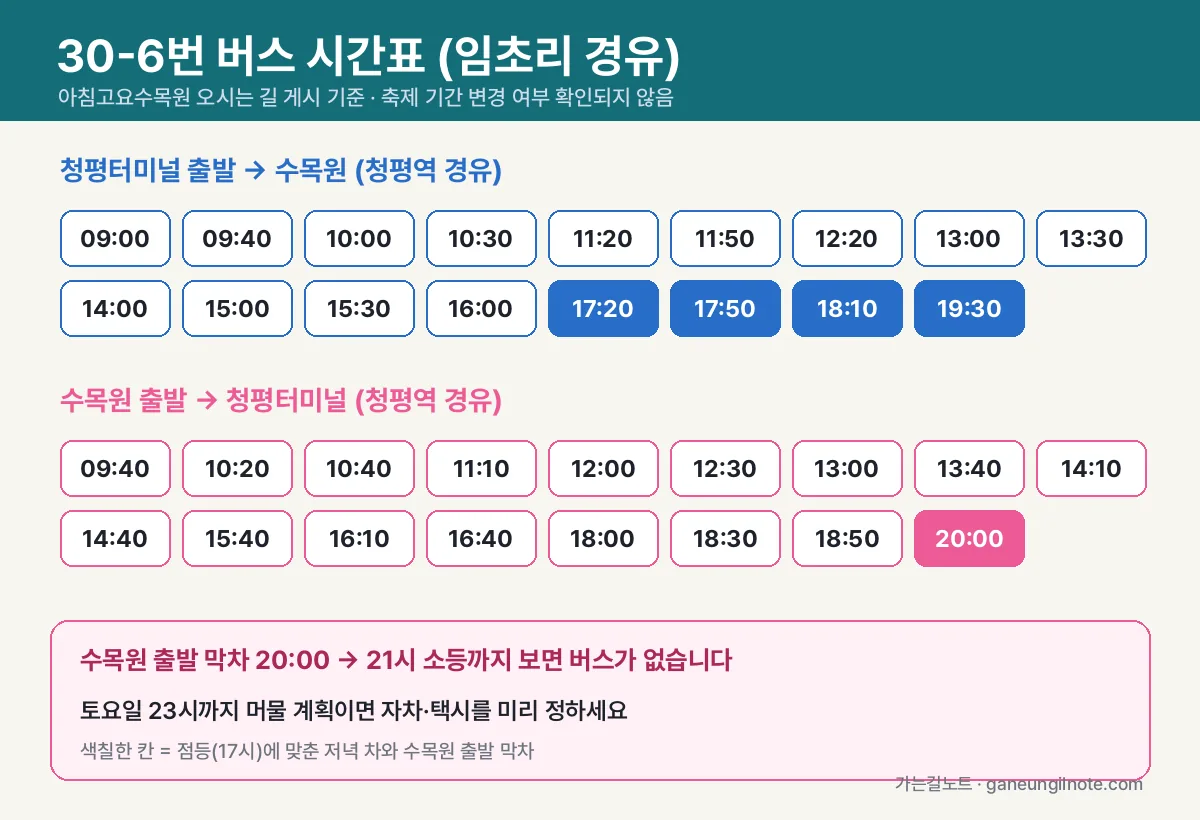 30-6번 버스 시간표 (임초리 경유)
아침고요수목원 오시는 길 게시 기준 · 축제 기간 변경 여부 확인되지 않음
청평터미널 출발 → 수목원 (청평역 경유)
09:00 09:40 10:00 10:30 11:20 11:50 12:20 13:00 13:30
14:00 15:00 15:30 16:00 17:20 17:50 18:10 19:30
수목원 출발 → 청평터미널 (청평역 경유)
09:40 10:20 10:40 11:10 12:00 12:30 13:00 13:40 14:10
14:40 15:40 16:10 16:40 18:00 18:30 18:50 20:00
수목원 출발 막차 20:00 → 21시 소등까지 보면 버스가 없습니다
토요일 23시까지 머물 계획이면 자차·택시를 미리 정하세요
색칠한 칸 = 점등(17시)에 맞춘 저녁 차와 수목원 출발 막차
가는길노트 · ganeungilnote.com